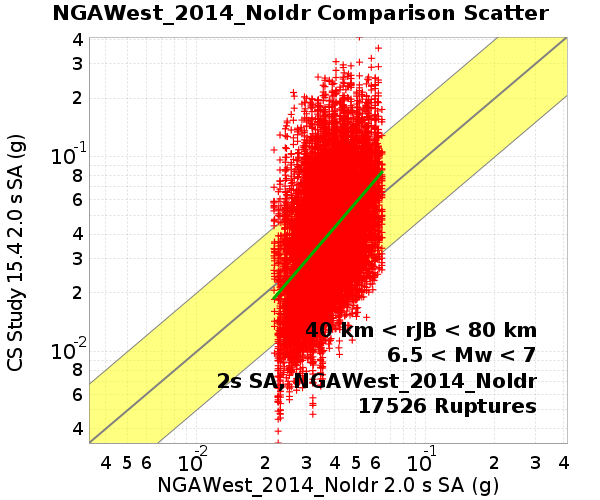 NGAWest_2014_NoIdr Comparison Scatter
4
3
2
10⁻¹
8
6
4
3
2
10⁻²
8
6
4
CS Study 15.4 2.0 s SA (g)
40 km < rJB < 80 km
6.5 < Mw < 7
2s SA, NGAWest_2014_NoIdr
17526 Ruptures
4 5 6 10⁻² 2 3 4 5 6 10⁻¹ 2 3 4
NGAWest_2014_NoIdr 2.0 s SA (g)